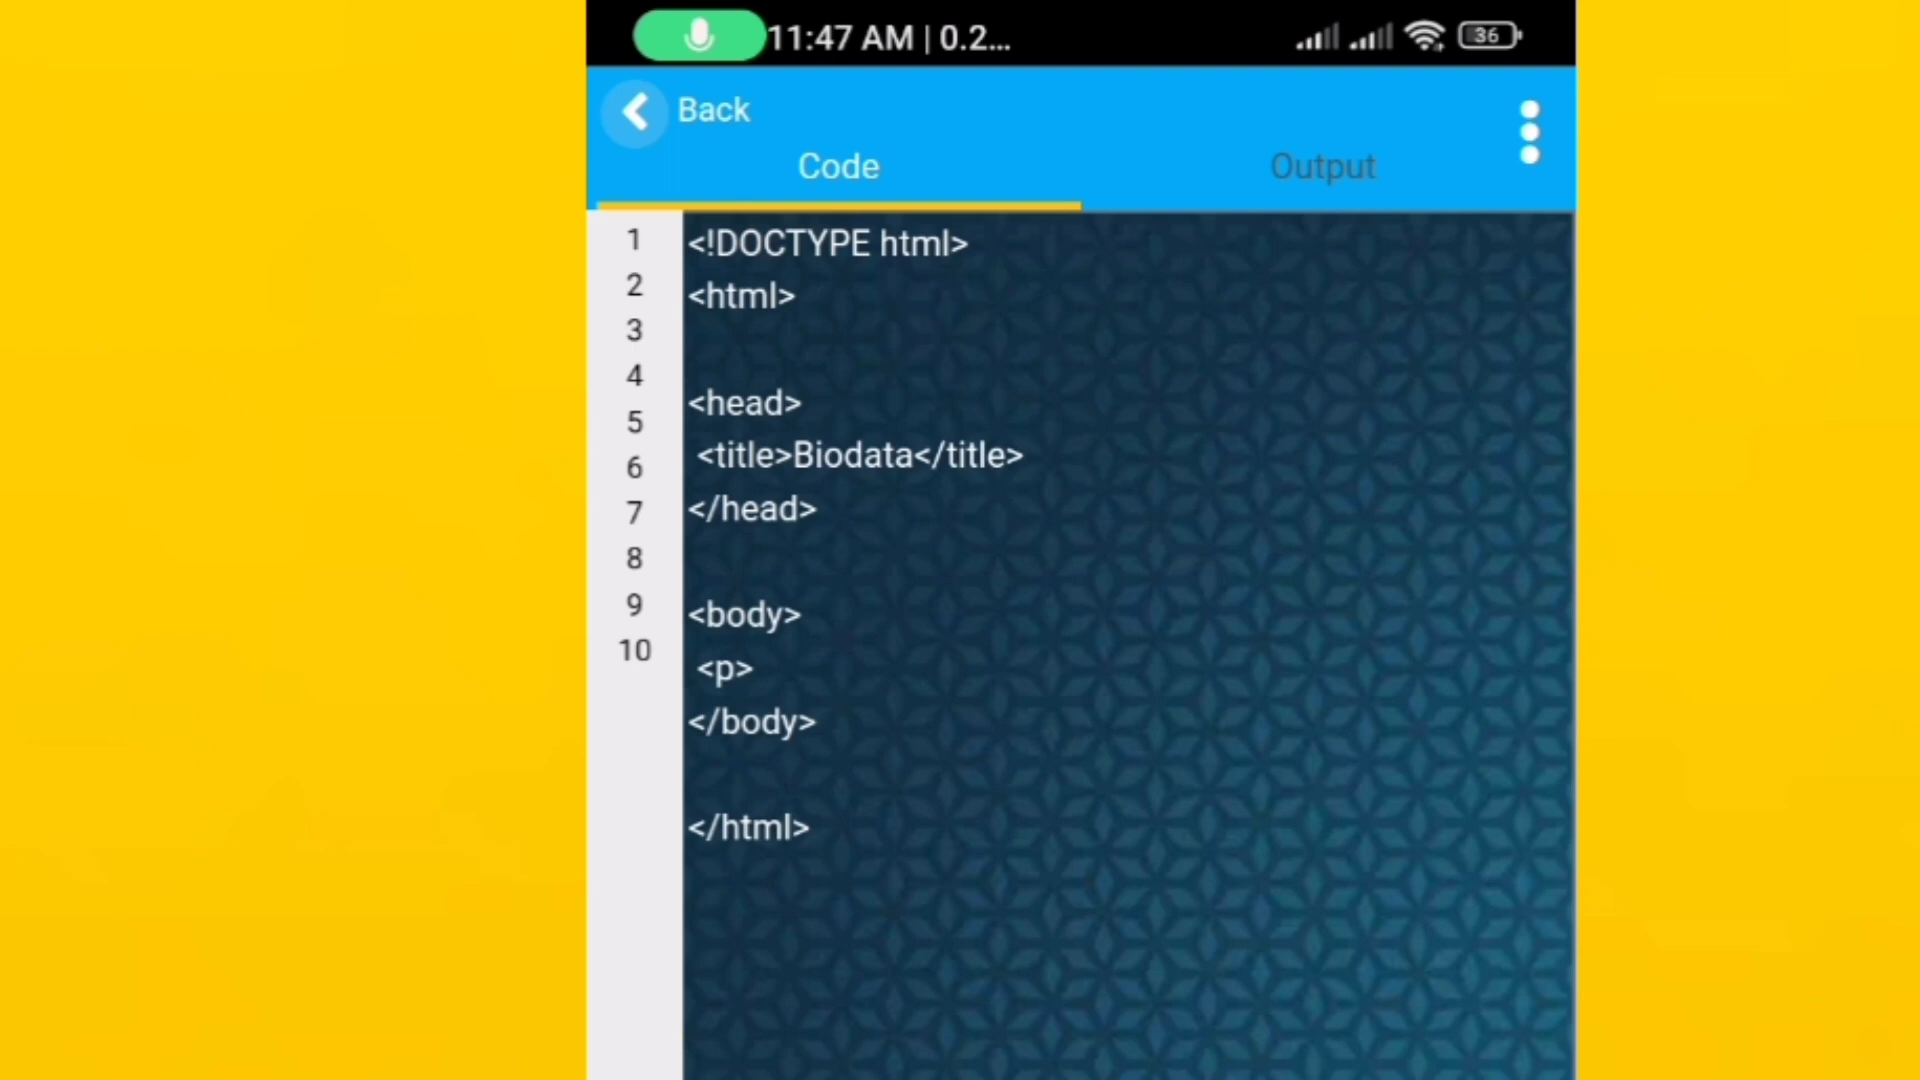 11:47 AM | 0.2...
36
Back
Code
Output
1
2
3
4
5
6
7
8
9
10
<!DOCTYPE html>
<html>
<head>
<title>Biodata</title>
</head>
<body>
<p>
</body>
</html>